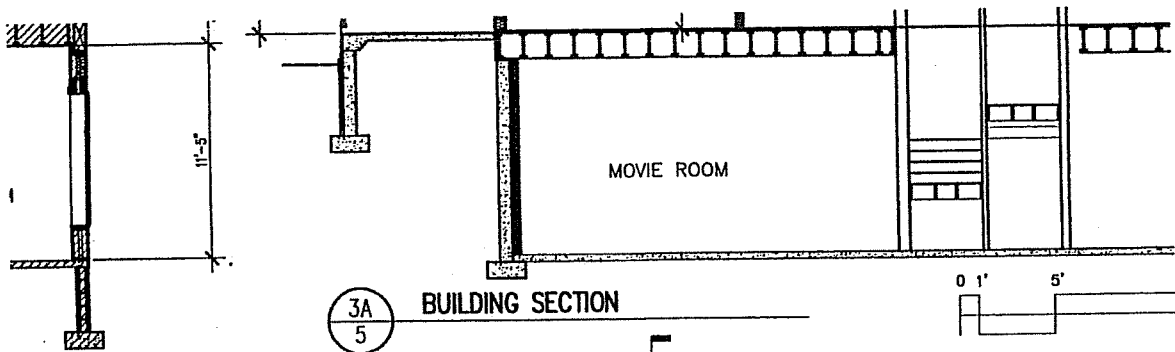 11'-5"
MOVIE ROOM
0 1' 5'
3A
5
BUILDING SECTION